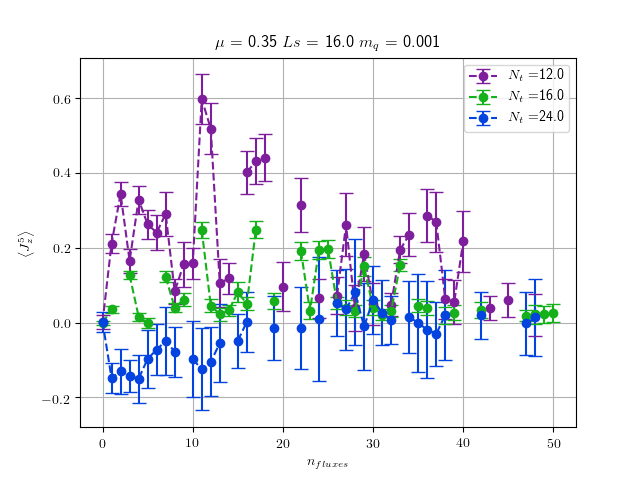 μ = 0.35 Ls = 16.0 m_q = 0.001
N_t =12.0
N_t =16.0
N_t =24.0
⟨J_z^5⟩
0.6
0.4
0.2
0.0
−0.2
0 10 20 30 40 50
n_fluxes